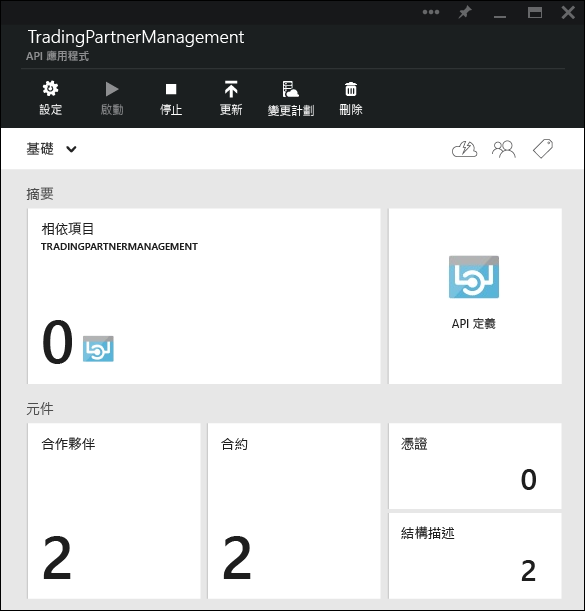 TradingPartnerManagement
API 應用程式
設定
啟動
停止
更新
變更計劃
刪除
基礎
摘要
相依項目
TRADINGPARTNERMANAGEMENT
0
API 定義
元件
合作夥伴
2
合約
2
憑證
0
結構描述
2